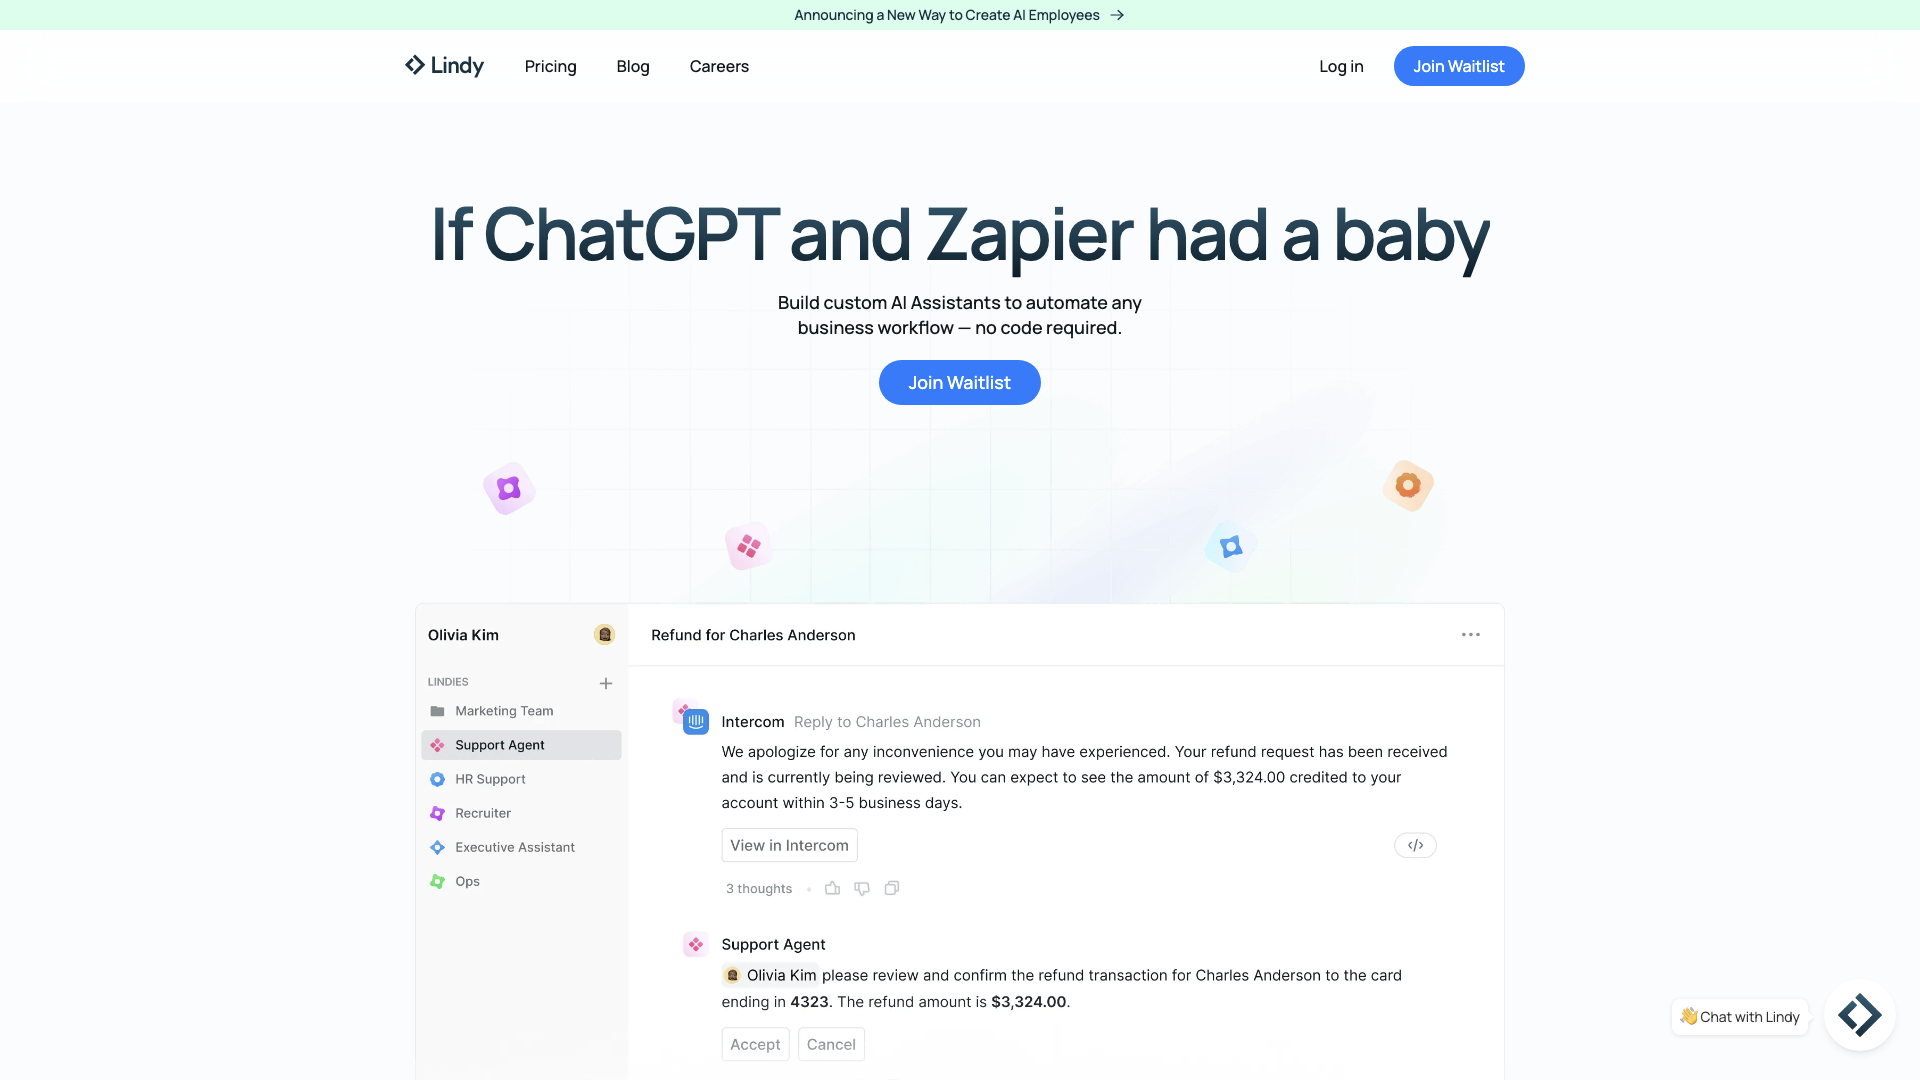 Announcing a New Way to Create AI Employees →
Lindy
Pricing
Blog
Careers
Log in
Join Waitlist
If ChatGPT and Zapier had a baby
Build custom AI Assistants to automate any
business workflow — no code required.
Join Waitlist
Olivia Kim
LINDIES
Marketing Team
Support Agent
HR Support
Recruiter
Executive Assistant
Ops
Refund for Charles Anderson
Intercom Reply to Charles Anderson
We apologize for any inconvenience you may have experienced. Your refund request has been received
and is currently being reviewed. You can expect to see the amount of $3,324.00 credited to your
account within 3-5 business days.
View in Intercom
</>
3 thoughts
Support Agent
Olivia Kim please review and confirm the refund transaction for Charles Anderson to the card
ending in 4323. The refund amount is $3,324.00.
Accept
Cancel
👋 Chat with Lindy